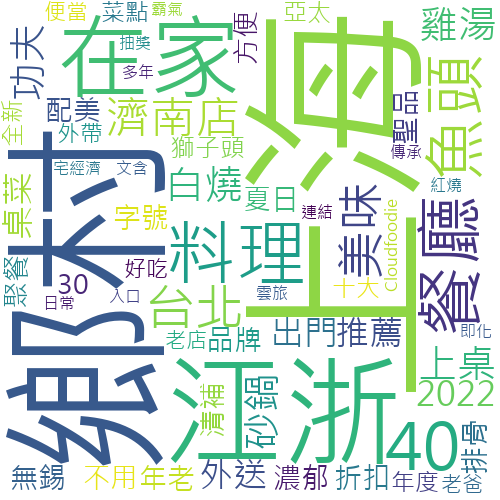 便當
菜點
霸氣
抽獎
多年
方便
亞太
雞湯
功夫
在家
上海
全新
配美
外帶
濟南店
聖品
魚頭
傳承
獅子頭
宅經濟
文含
白燒
夏日
美味
紅燒
桌菜
鄉村
字號
連結
餐廳
料理
Cloudfoodie
聚餐
30
好吃
台北
雲旅
十大
日常
入口
老店
品牌
出門
推薦
即化
江浙
清補
砂鍋
上桌
2022
40
排骨
無錫
不用
年老
外送
濃郁
折扣
年度
老爸